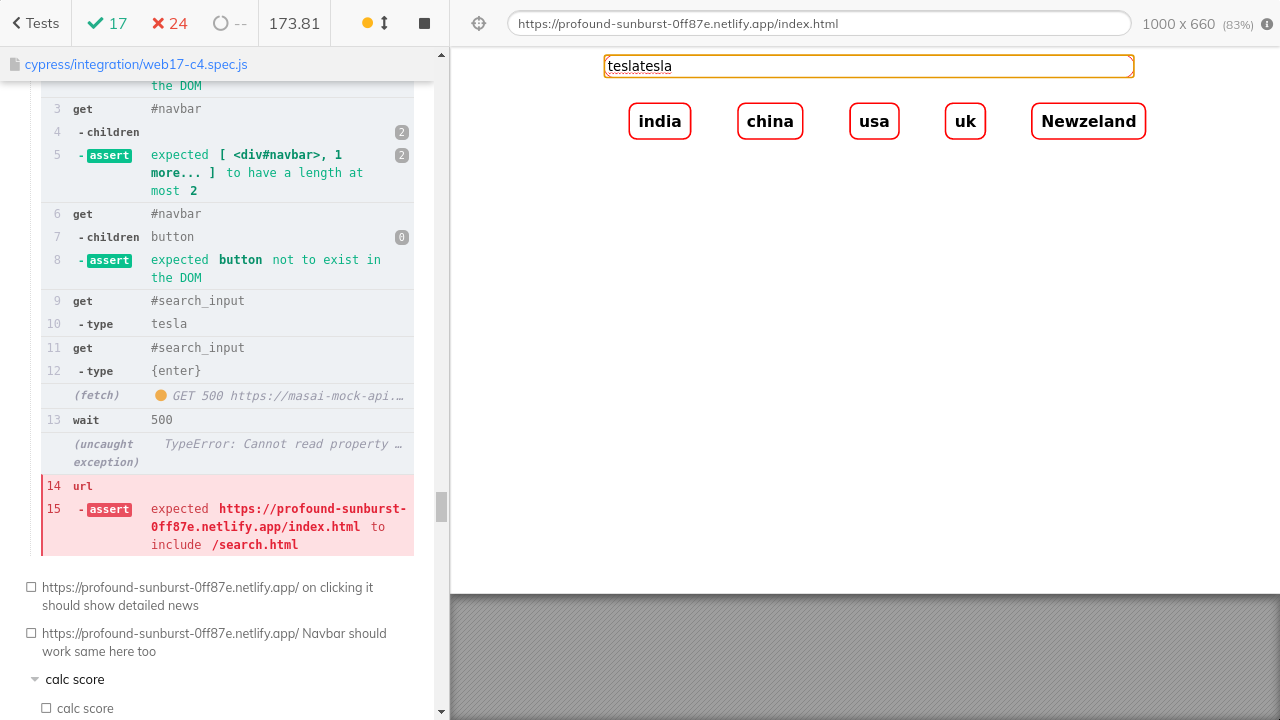 Tests 17 24 -- 173.81
https://profound-sunburst-0ff87e.netlify.app/index.html 1000 x 660 (83%)
cypress/integration/web17-c4.spec.js
the DOM
3 get #navbar
4 -children 2
5 -assert expected [ <div#navbar>, 1 2
more... ] to have a length at
most 2
6 get #navbar
7 -children button 0
8 -assert expected button not to exist in
the DOM
9 get #search_input
10 -type tesla
11 get #search_input
12 -type {enter}
(fetch) GET 500 https://masai-mock-api.…
13 wait 500
(uncaught TypeError: Cannot read property …
exception)
14 url
15 -assert expected https://profound-sunburst-
0ff87e.netlify.app/index.html to
include /search.html
https://profound-sunburst-0ff87e.netlify.app/ on clicking it
should show detailed news
https://profound-sunburst-0ff87e.netlify.app/ Navbar should
work same here too
calc score
calc score
teslatesla
india china usa uk Newzeland